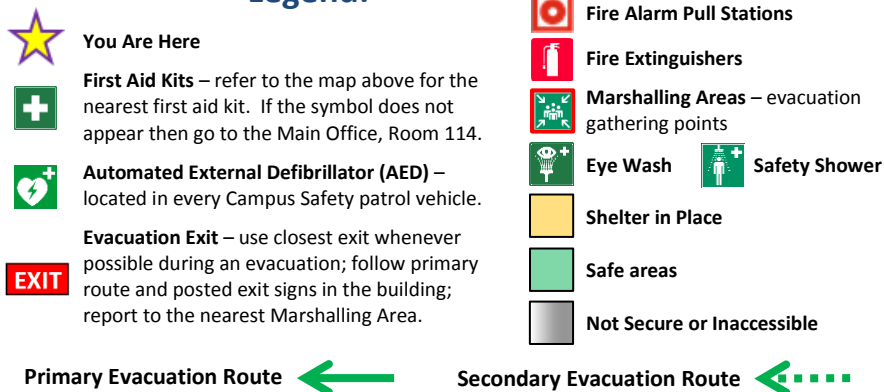 Legend:
You Are Here
First Aid Kits – refer to the map above for the
nearest first aid kit. If the symbol does not
appear then go to the Main Office, Room 114.
Automated External Defibrillator (AED) –
located in every Campus Safety patrol vehicle.
EXIT
Evacuation Exit – use closest exit whenever
possible during an evacuation; follow primary
route and posted exit signs in the building;
report to the nearest Marshalling Area.
Fire Alarm Pull Stations
Fire Extinguishers
Marshalling Areas – evacuation
gathering points
Eye Wash
Safety Shower
Shelter in Place
Safe areas
Not Secure or Inaccessible
Primary Evacuation Route
Secondary Evacuation Route